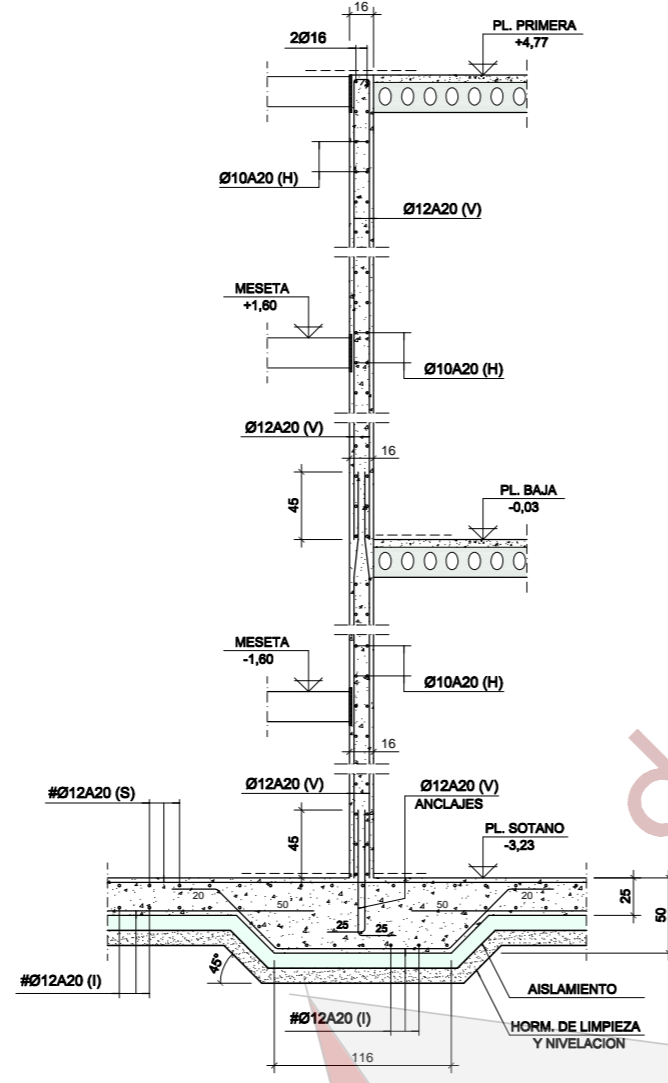 16
2Ø16
PL. PRIMERA
+4,77
Ø10A20 (H)
Ø12A20 (V)
MESETA
+1,60
Ø10A20 (H)
Ø12A20 (V)
16
45
PL. BAJA
-0,03
MESETA
-1,60
Ø10A20 (H)
16
Ø12A20 (V)
Ø12A20 (V)
ANCLAJES
#Ø12A20 (S)
45
PL. SOTANO
-3,23
20
50
50
20
25
25
25
50
45°
#Ø12A20 (I)
AISLAMIENTO
#Ø12A20 (I)
HORM. DE LIMPIEZA
Y NIVELACION
116